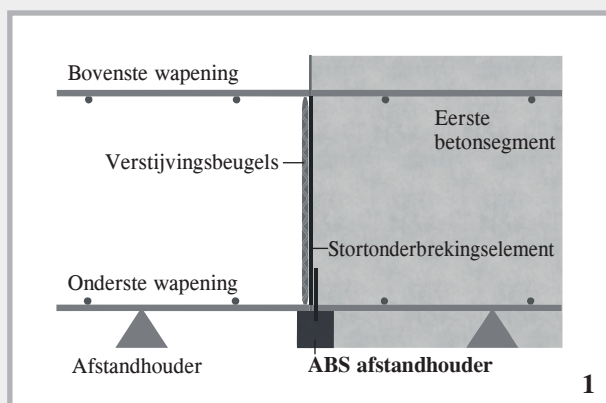 Bovenste wapening
Eerste
betonsegment
Verstijvingsbeugels
Stortonderbrekingselement
Onderste wapening
Afstandhouder
ABS afstandhouder
1